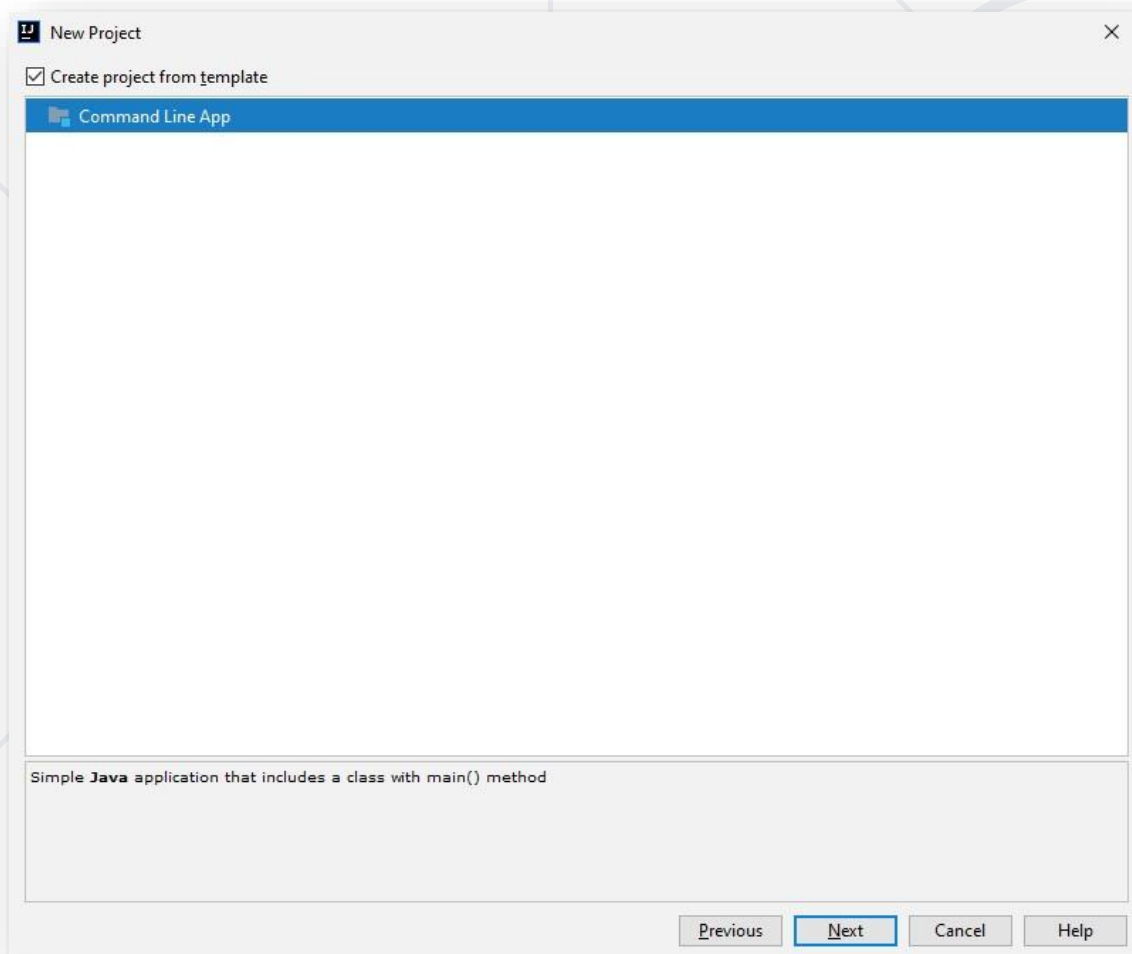 IJ
New Project
Create project from template
Command Line App
Simple Java application that includes a class with main() method
Previous
Next
Cancel
Help